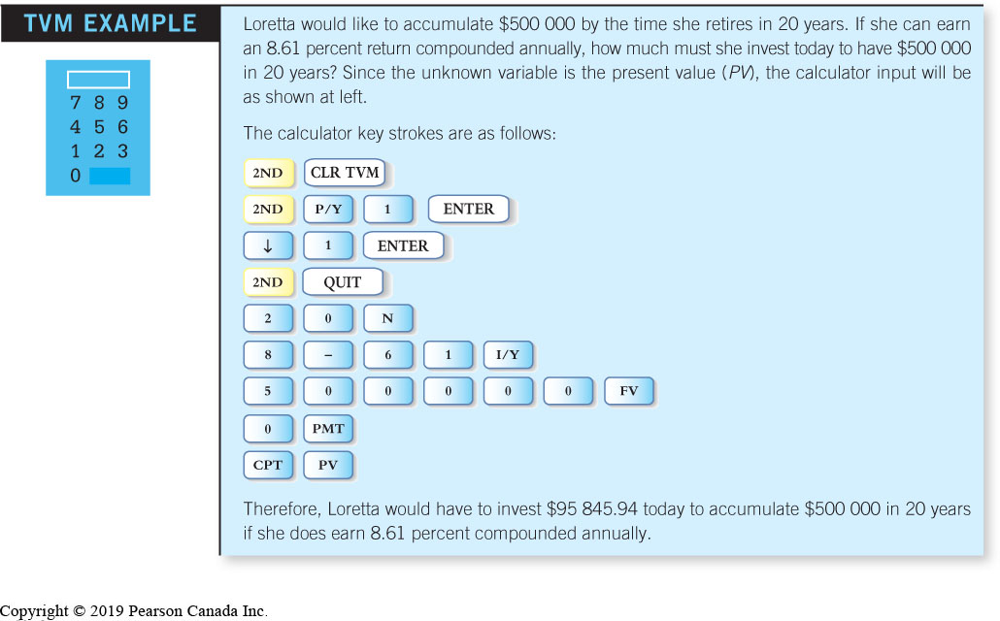 TVM EXAMPLE
7 8 9
4 5 6
1 2 3
0
Loretta would like to accumulate $500 000 by the time she retires in 20 years. If she can earn
an 8.61 percent return compounded annually, how much must she invest today to have $500 000
in 20 years? Since the unknown variable is the present value (PV), the calculator input will be
as shown at left.
The calculator key strokes are as follows:
2ND CLR TVM
2ND P/Y 1 ENTER
↓ 1 ENTER
2ND QUIT
2 0 N
8 – 6 1 I/Y
5 0 0 0 0 0 FV
0 PMT
CPT PV
Therefore, Loretta would have to invest $95 845.94 today to accumulate $500 000 in 20 years
if she does earn 8.61 percent compounded annually.
Copyright © 2019 Pearson Canada Inc.